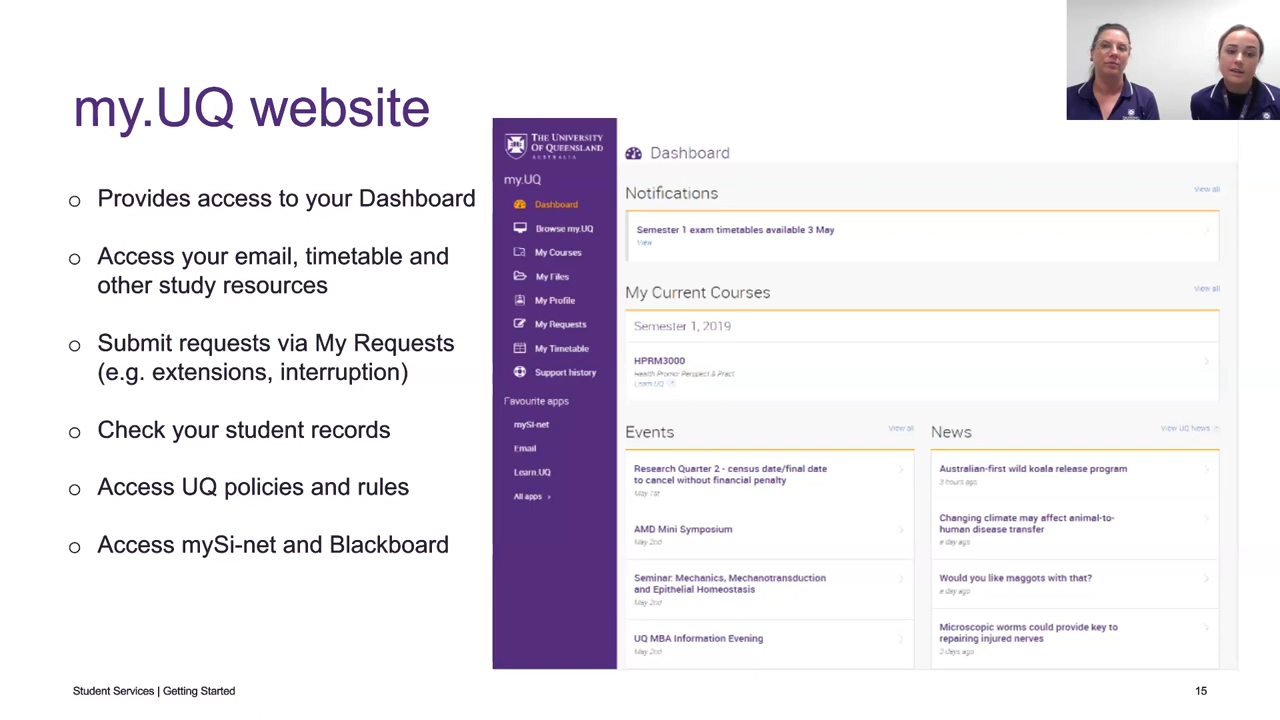 my.UQ website
Provides access to your Dashboard
Access your email, timetable and
other study resources
Submit requests via My Requests
(e.g. extensions, interruption)
Check your student records
Access UQ policies and rules
Access mySi-net and Blackboard
THE UNIVERSITY
OF QUEENSLAND
AUSTRALIA
my.UQ
Dashboard
Browse my.UQ
My Courses
My Files
My Profile
My Requests
My Timetable
Support history
Favourite apps
mySI-net
Email
Learn.UQ
All apps
Dashboard
Notifications
View all
Semester 1 exam timetables available 3 May
View
My Current Courses
View all
Semester 1, 2019
HPRM3000
Health Promo: Perspect & Pract
Learn.UQ
Events
View all
Research Quarter 2 - census date/final date
to cancel without financial penalty
May 1st
AMD Mini Symposium
May 2nd
Seminar: Mechanics, Mechanotransduction
and Epithelial Homeostasis
May 2nd
UQ MBA Information Evening
May 2nd
News
View UQ News
Australian-first wild koala release program
3 hours ago
Changing climate may affect animal-to-
human disease transfer
a day ago
Would you like maggots with that?
a day ago
Microscopic worms could provide key to
repairing injured nerves
2 days ago
Student Services | Getting Started
15